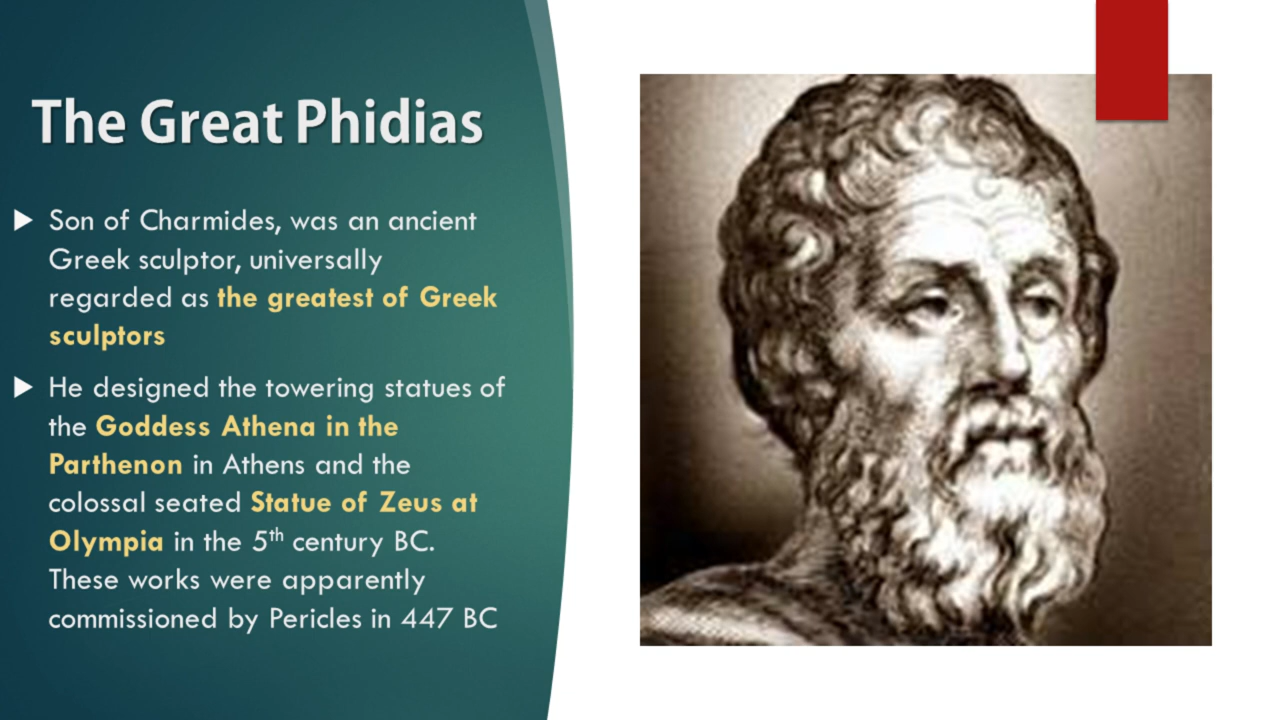 The Great Phidias
Son of Charmides, was an ancient
Greek sculptor, universally
regarded as the greatest of Greek
sculptors
He designed the towering statues of
the Goddess Athena in the
Parthenon in Athens and the
colossal seated Statue of Zeus at
Olympia in the 5th century BC.
These works were apparently
commissioned by Pericles in 447 BC